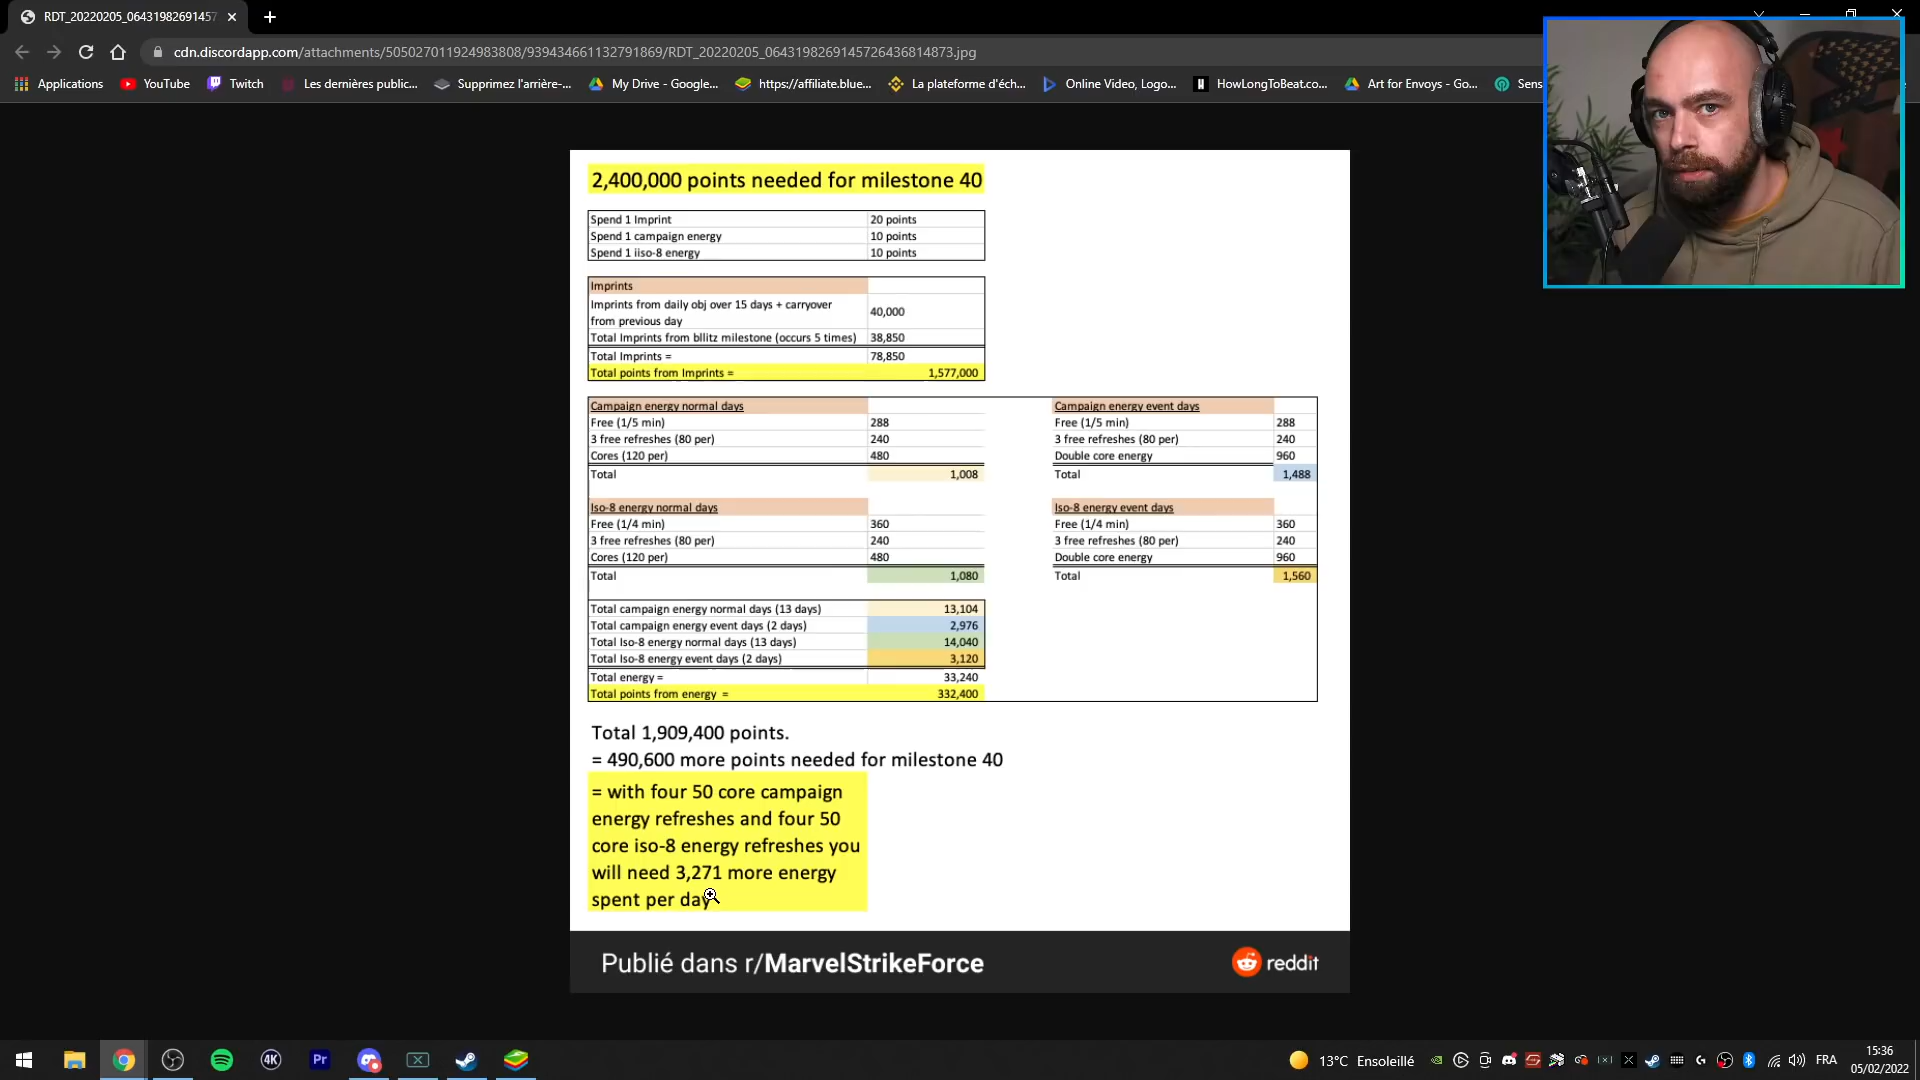 RDT_20220205_06431982691457
cdn.discordapp.com/attachments/505027011924983808/939434661132791869/RDT_20220205_0643198269145726436814873.jpg
Applications YouTube Twitch Les dernières public... Supprimez l'arrière-... My Drive - Google... https://affiliate.blue... La plateforme d'éch... Online Video, Logo... HowLongToBeat.co... Art for Envoys - Go... Sens
2,400,000 points needed for milestone 40
Spend 1 Imprint 20 points
Spend 1 campaign energy 10 points
Spend 1 iiso-8 energy 10 points
Imprints
Imprints from daily obj over 15 days + carryover
from previous day 40,000
Total Imprints from bllitz milestone (occurs 5 times) 38,850
Total Imprints = 78,850
Total points from Imprints = 1,577,000
Campaign energy normal days Campaign energy event days
Free (1/5 min) 288 Free (1/5 min) 288
3 free refreshes (80 per) 240 3 free refreshes (80 per) 240
Cores (120 per) 480 Double core energy 960
Total 1,008 Total 1,488
Iso-8 energy normal days Iso-8 energy event days
Free (1/4 min) 360 Free (1/4 min) 360
3 free refreshes (80 per) 240 3 free refreshes (80 per) 240
Cores (120 per) 480 Double core energy 960
Total 1,080 Total 1,560
Total campaign energy normal days (13 days) 13,104
Total campaign energy event days (2 days) 2,976
Total Iso-8 energy normal days (13 days) 14,040
Total Iso-8 energy event days (2 days) 3,120
Total energy = 33,240
Total points from energy = 332,400
Total 1,909,400 points.
= 490,600 more points needed for milestone 40
= with four 50 core campaign
energy refreshes and four 50
core iso-8 energy refreshes you
will need 3,271 more energy
spent per day
Publié dans r/MarvelStrikeForce reddit
4K Pr 13°C Ensoleillé FRA 15:36
05/02/2022